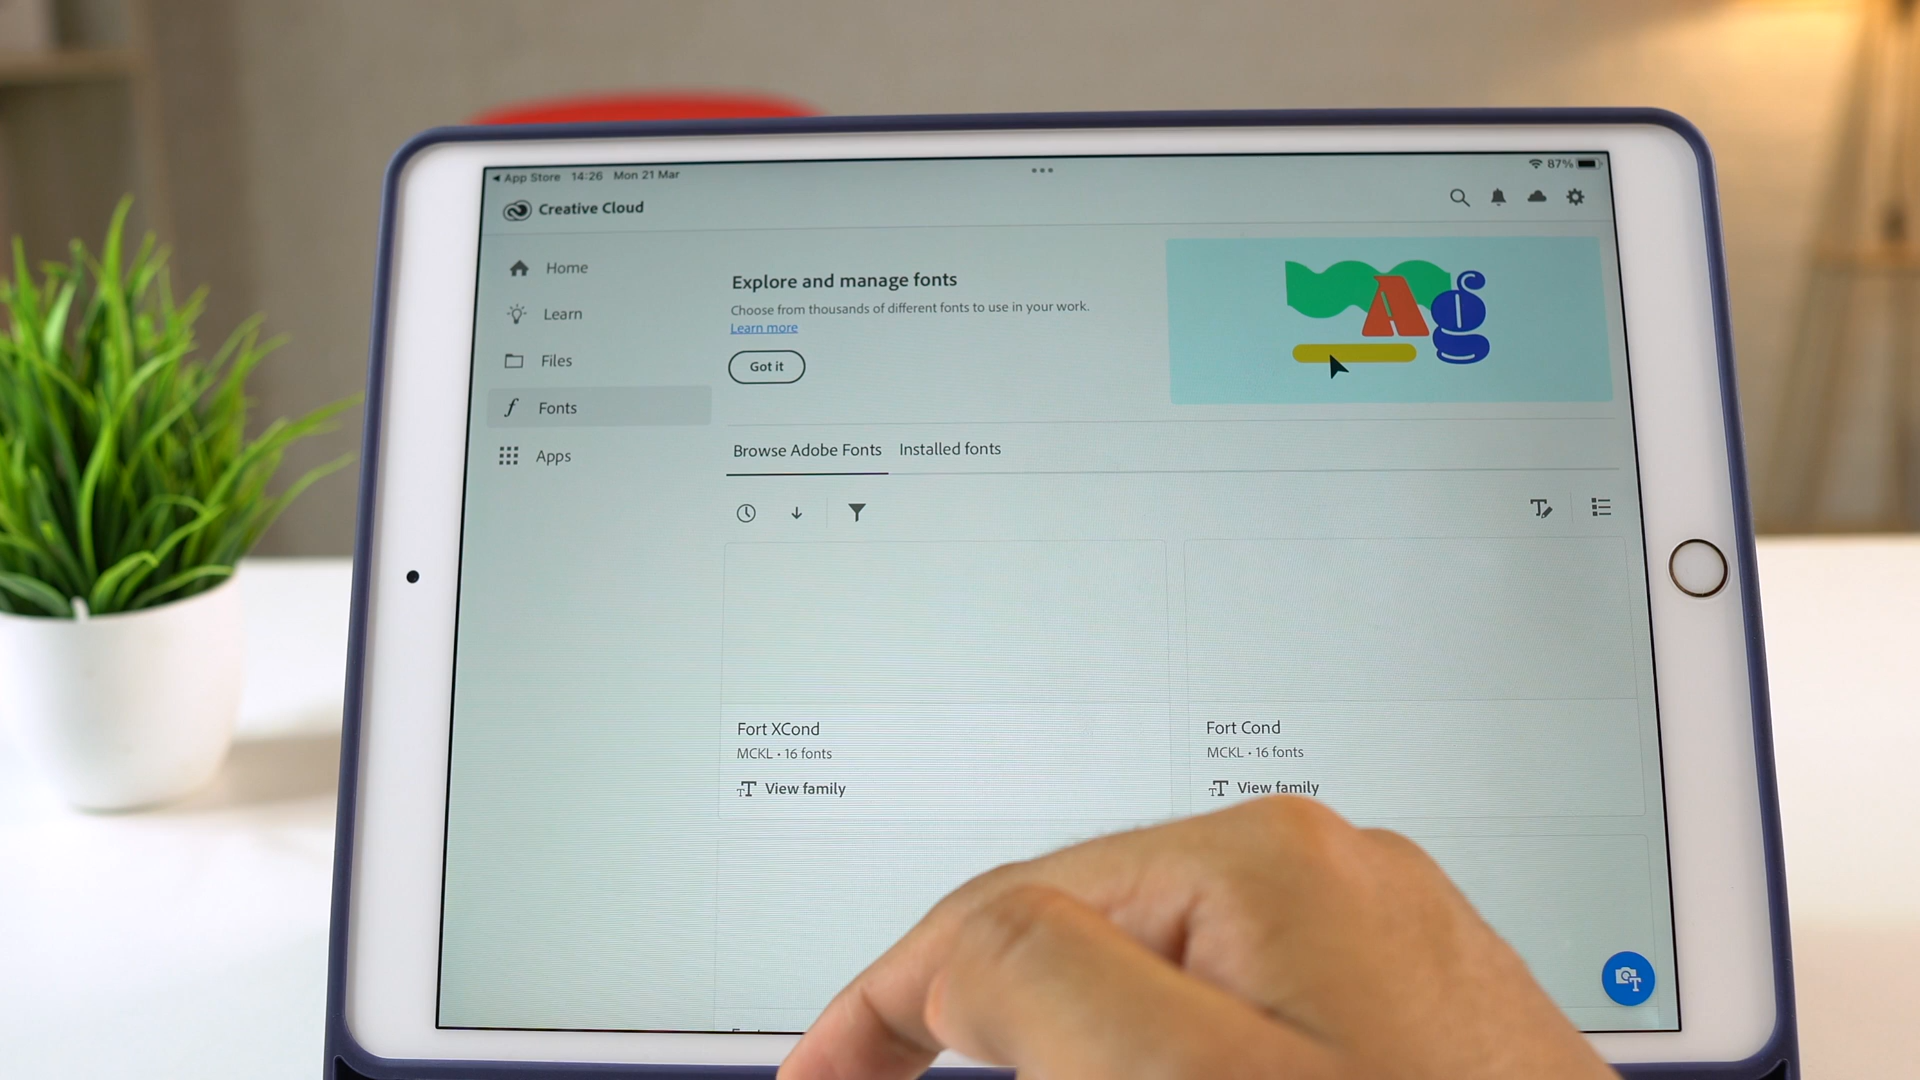 App Store 14:26 Mon 21 Mar
87%
Creative Cloud
Home
Learn
Files
Fonts
Apps
Explore and manage fonts
Choose from thousands of different fonts to use in your work.
Learn more
Got it
Ag
Browse Adobe Fonts Installed fonts
Fort XCond
MCKL • 16 fonts
View family
Fort Cond
MCKL • 16 fonts
View family